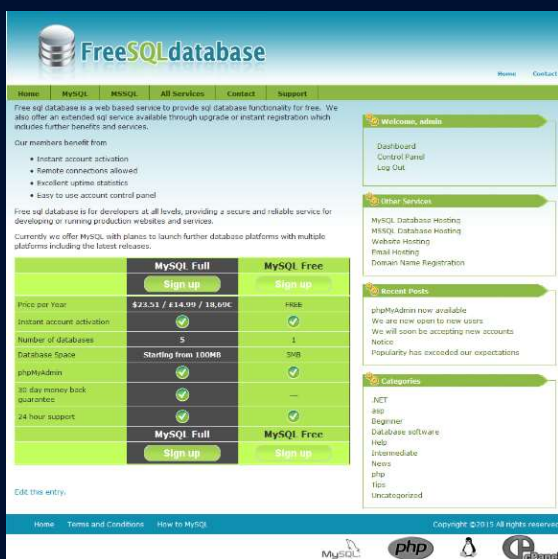 FreeSQLdatabase
Home Contact
Home MySQL MSSQL All Services Contact Support
Free sql database is a web based service to provide sql database functionality for free. We
also offer an extended sql service available through upgrade or instant registration which
includes further benefits and services.
Our members benefit from
Instant account activation
Remote connections allowed
Excellent uptime statistics
Easy to use account control panel
Free sql database is for developers at all levels, providing a secure and reliable service for
developing or running production websites and services.
Currently we offer MySQL with planes to launch further database platforms with multiple
platforms including the latest releases.
MySQL Full MySQL Free
Sign up Sign up
Price per Year $23.51 / £14.99 / 18,69€ FREE
Instant account activation
Number of databases 5 1
Database Space Starting from 100MB 5MB
phpMyAdmin
30 day money back
guarantee —
24 hour support
MySQL Full MySQL Free
Sign up Sign up
Edit this entry.
Welcome, admin
Dashboard
Control Panel
Log Out
Other Services
MySQL Database Hosting
MSSQL Database Hosting
Website Hosting
Email Hosting
Domain Name Registration
Recent Posts
phpMyAdmin now available
We are now open to new users
We will soon be accepting new accounts
Notice
Popularity has exceeded our expectations
Categories
.NET
asp
Beginner
Database software
Help
Intermediate
News
php
Tips
Uncategorized
Home Terms and Conditions How to MySQL Copyright ©2015 All rights reserved
MySQL php